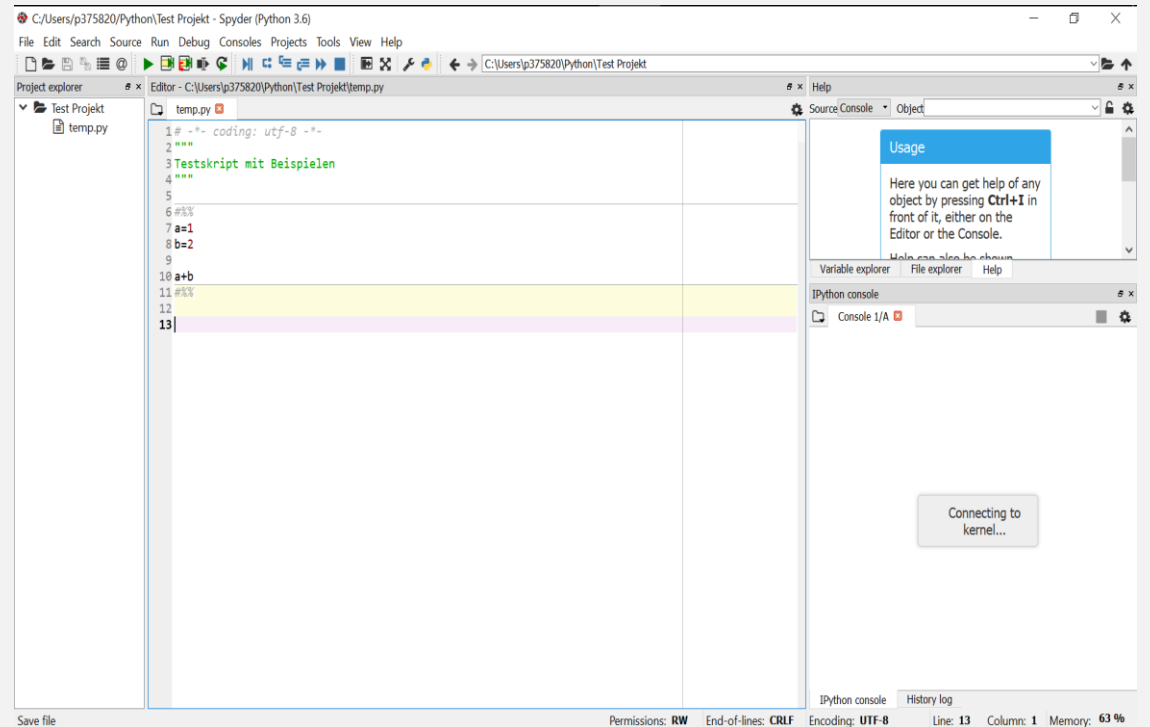 C:/Users/p375820/Python\Test Projekt - Spyder (Python 3.6)
File Edit Search Source Run Debug Consoles Projects Tools View Help
C:\Users\p375820\Python\Test Projekt
Project explorer
Test Projekt
temp.py
Editor - C:\Users\p375820\Python\Test Projekt\temp.py
temp.py
1 # -*- coding: utf-8 -*-
2 """
3 Testskript mit Beispielen
4 """
5
6 #%%
7 a=1
8 b=2
9
10 a+b
11 #%%
12
13
Help
Source Console Object
Usage
Here you can get help of any
object by pressing Ctrl+I in
front of it, either on the
Editor or the Console.
Help can also be shown
Variable explorer File explorer Help
IPython console
Console 1/A
Connecting to
kernel...
IPython console History log
Save file Permissions: RW End-of-lines: CRLF Encoding: UTF-8 Line: 13 Column: 1 Memory: 63 %